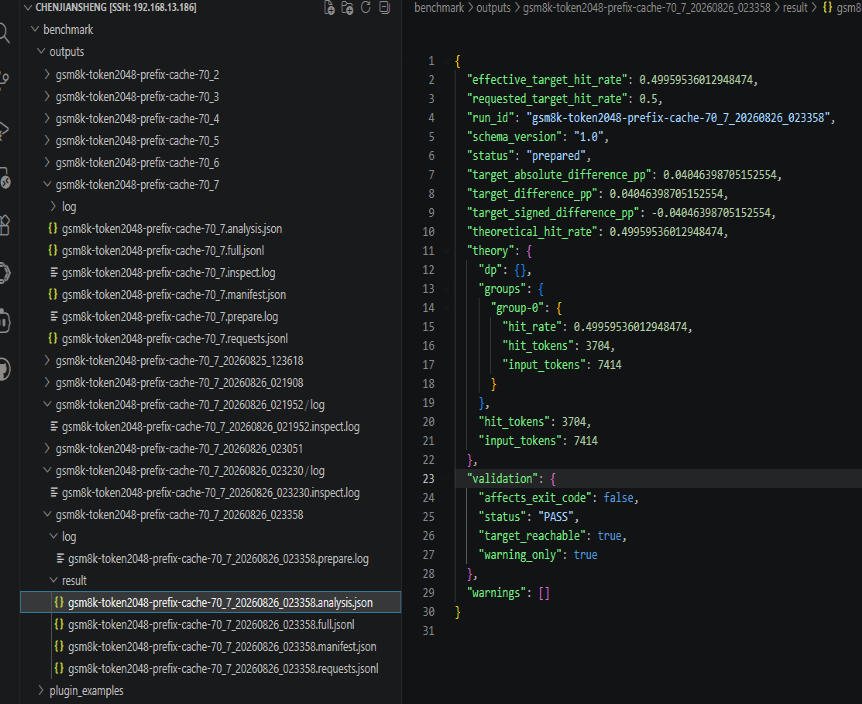 CHENJIANSHENG [SSH: 192.168.13.186]
benchmark
outputs
gsm8k-token2048-prefix-cache-70_2
gsm8k-token2048-prefix-cache-70_3
gsm8k-token2048-prefix-cache-70_4
gsm8k-token2048-prefix-cache-70_5
gsm8k-token2048-prefix-cache-70_6
gsm8k-token2048-prefix-cache-70_7
log
gsm8k-token2048-prefix-cache-70_7.analysis.json
gsm8k-token2048-prefix-cache-70_7.full.jsonl
gsm8k-token2048-prefix-cache-70_7.inspect.log
gsm8k-token2048-prefix-cache-70_7.manifest.json
gsm8k-token2048-prefix-cache-70_7.prepare.log
gsm8k-token2048-prefix-cache-70_7.requests.jsonl
gsm8k-token2048-prefix-cache-70_7_20260825_123618
gsm8k-token2048-prefix-cache-70_7_20260826_021908
gsm8k-token2048-prefix-cache-70_7_20260826_021952 / log
gsm8k-token2048-prefix-cache-70_7_20260826_021952.inspect.log
gsm8k-token2048-prefix-cache-70_7_20260826_023051
gsm8k-token2048-prefix-cache-70_7_20260826_023230 / log
gsm8k-token2048-prefix-cache-70_7_20260826_023230.inspect.log
gsm8k-token2048-prefix-cache-70_7_20260826_023358
log
gsm8k-token2048-prefix-cache-70_7_20260826_023358.prepare.log
result
{} gsm8k-token2048-prefix-cache-70_7_20260826_023358.analysis.json
{} gsm8k-token2048-prefix-cache-70_7_20260826_023358.full.jsonl
{} gsm8k-token2048-prefix-cache-70_7_20260826_023358.manifest.json
{} gsm8k-token2048-prefix-cache-70_7_20260826_023358.requests.jsonl
plugin_examples
benchmark > outputs > gsm8k-token2048-prefix-cache-70_7_20260826_023358 > result > {} gsm8
1 {
2 "effective_target_hit_rate": 0.49959536012948474,
3 "requested_target_hit_rate": 0.5,
4 "run_id": "gsm8k-token2048-prefix-cache-70_7_20260826_023358",
5 "schema_version": "1.0",
6 "status": "prepared",
7 "target_absolute_difference_pp": 0.04046398705152554,
8 "target_difference_pp": 0.04046398705152554,
9 "target_signed_difference_pp": -0.04046398705152554,
10 "theoretical_hit_rate": 0.49959536012948474,
11 "theory": {
12 "dp": {},
13 "groups": {
14 "group-0": {
15 "hit_rate": 0.49959536012948474,
16 "hit_tokens": 3704,
17 "input_tokens": 7414
18 }
19 },
20 "hit_tokens": 3704,
21 "input_tokens": 7414
22 },
23 "validation": {
24 "affects_exit_code": false,
25 "status": "PASS",
26 "target_reachable": true,
27 "warning_only": true
28 },
29 "warnings": []
30 }
31